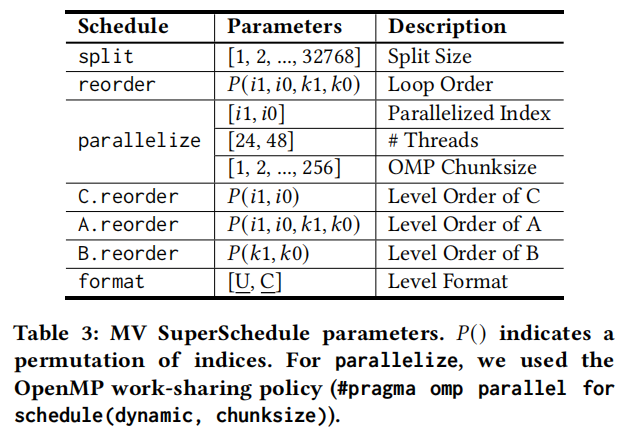 Schedule Parameters Description
split [1, 2, ..., 32768] Split Size
reorder P(i1, i0, k1, k0) Loop Order
[i1, i0] Parallelized Index
parallelize [24, 48] # Threads
[1, 2, ..., 256] OMP Chunksize
C.reorder P(i1, i0) Level Order of C
A.reorder P(i1, i0, k1, k0) Level Order of A
B.reorder P(k1, k0) Level Order of B
format [U, C] Level Format
Table 3: MV SuperSchedule parameters. P() indicates a
permutation of indices. For parallelize, we used the
OpenMP work-sharing policy (#pragma omp parallel for
schedule(dynamic, chunksize)).